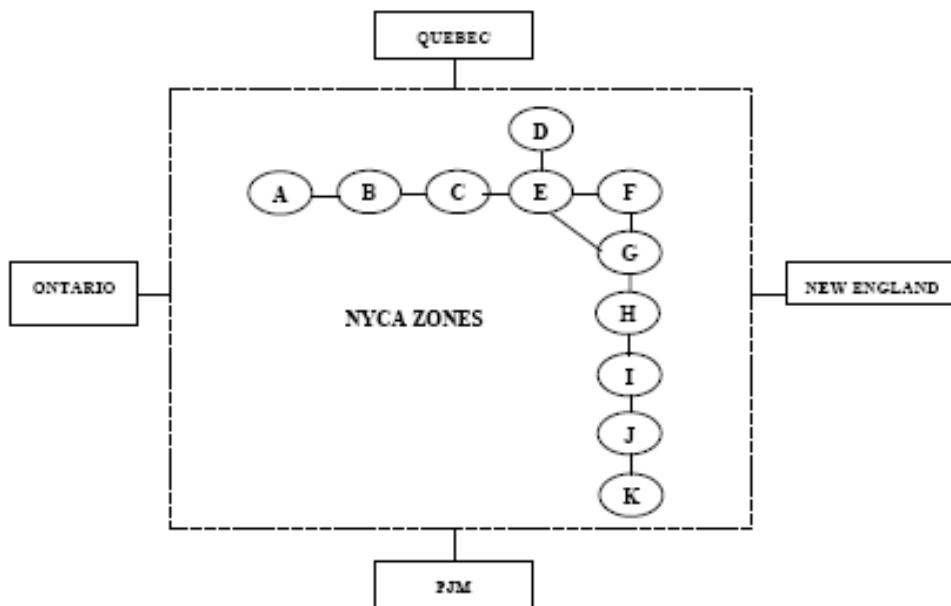 QUEBEC
D
A B C E F
G
ONTARIO
NEW ENGLAND
H
NYCA ZONES
I
J
K
PJM